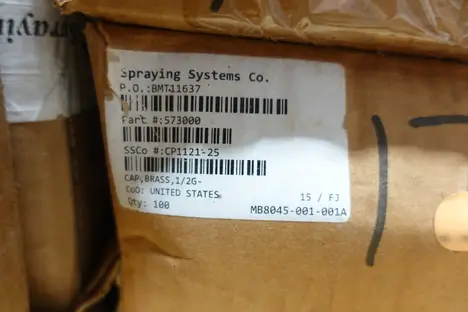 Spraying Systems Co.
P.O.:BMT11637
Part #:573000
SSCo #:CP1121-25
CAP,BRASS,1/2G-
CoO: UNITED STATES
15 / FJ
Qty: 100
MB8045-001-001A